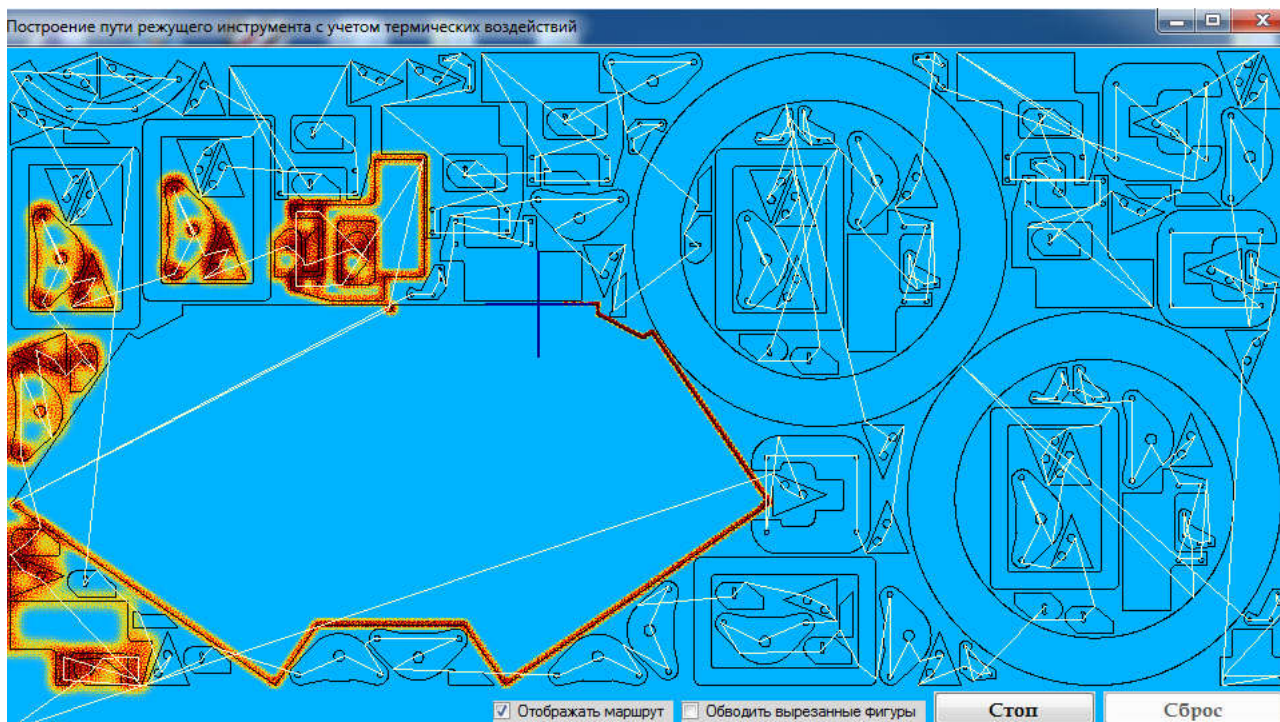 Построение пути режущего инструмента с учетом термических воздействий
Отображать маршрут
Обводить вырезанные фигуры
Стоп
Сброс